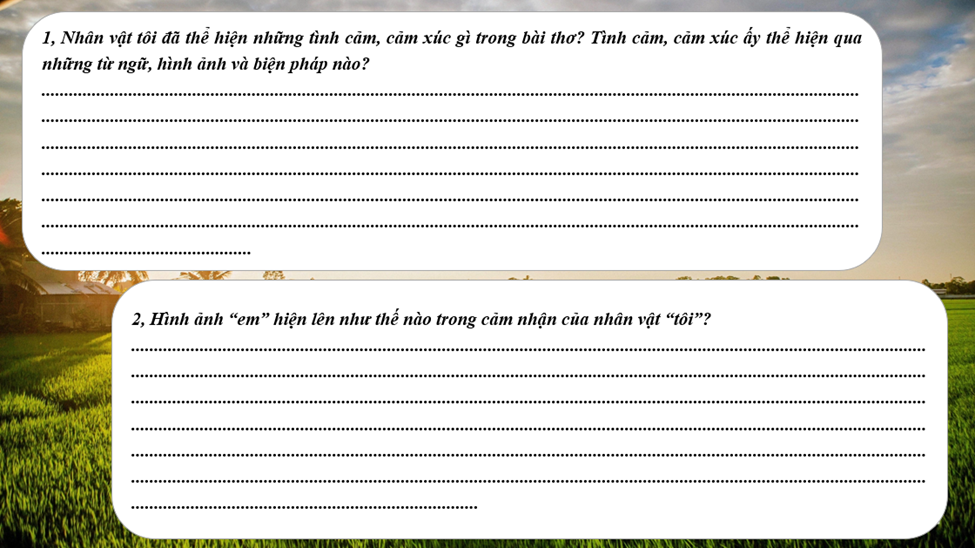 1, Nhân vật tôi đã thể hiện những tình cảm, cảm xúc gì trong bài thơ? Tình cảm, cảm xúc ấy thể hiện qua
những từ ngữ, hình ảnh và biện pháp nào?
2, Hình ảnh “em” hiện lên như thế nào trong cảm nhận của nhân vật “tôi”?